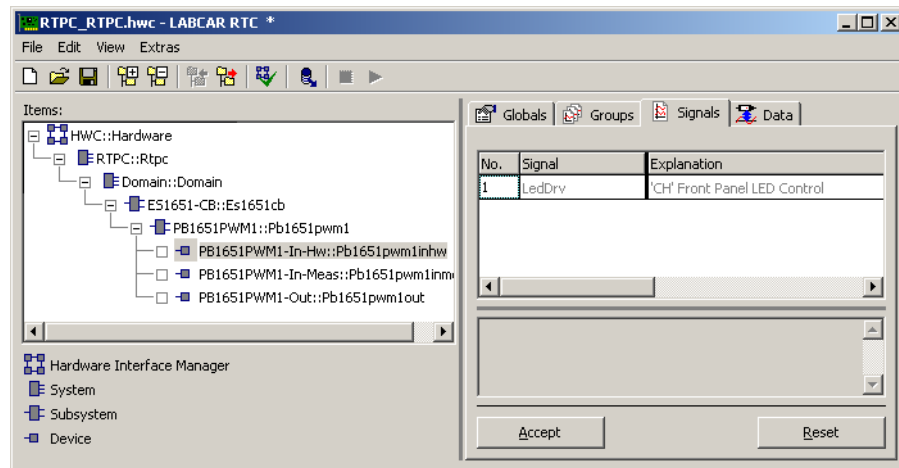 RTPC_RTPC.hwc - LABCAR RTC *
File Edit View Extras
Items:
HWC::Hardware
RTPC::Rtpc
Domain::Domain
ES1651-CB::Es1651cb
PB1651PWM1::Pb1651pwm1
PB1651PWM1-In-Hw::Pb1651pwm1inhw
PB1651PWM1-In-Meas::Pb1651pwm1inm
PB1651PWM1-Out::Pb1651pwm1out
Hardware Interface Manager
System
Subsystem
Device
Globals Groups Signals Data
No. Signal Explanation
1 LedDrv 'CH' Front Panel LED Control
Accept Reset